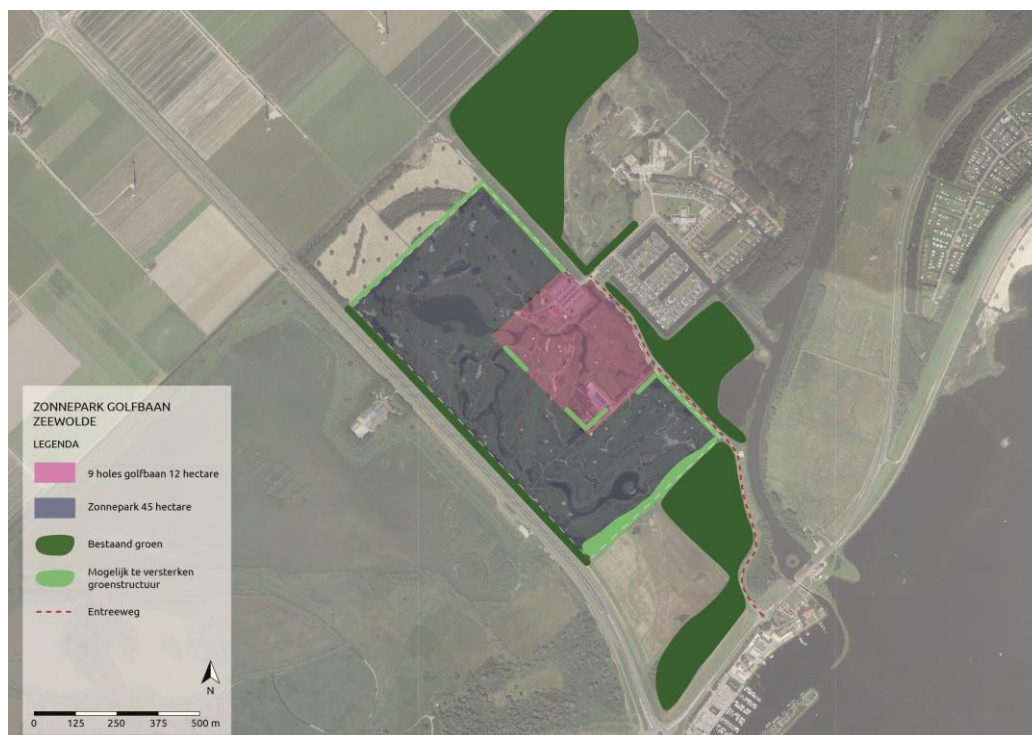 ZONNEPARK GOLFBAAN
ZEEWOLDE
LEGENDA
9 holes golfbaan 12 hectare
Zonnepark 45 hectare
Bestaand groen
Mogelijk te versterken
groenstructuur
Entreeweg
N
0 125 250 375 500 m